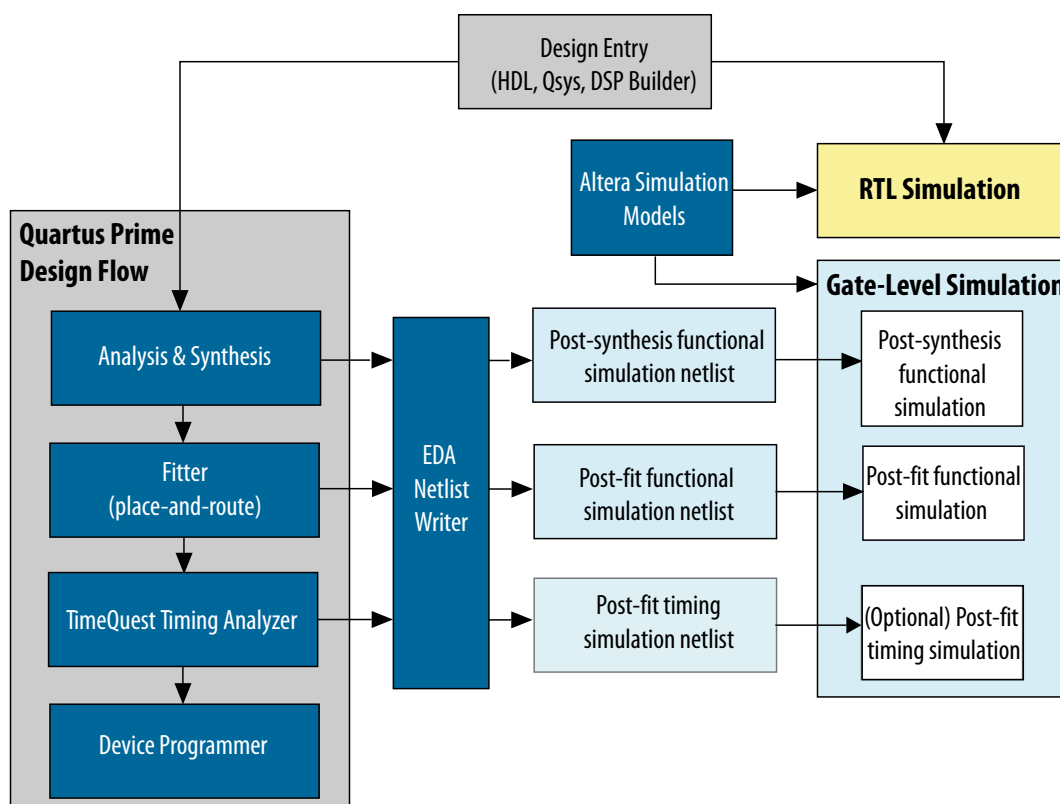 Design Entry
(HDL, Qsys, DSP Builder)
Altera Simulation
Models
RTL Simulation
Quartus Prime
Design Flow
Gate-Level Simulation
Analysis & Synthesis
EDA
Netlist
Writer
Post-synthesis functional
simulation netlist
Post-synthesis
functional
simulation
Fitter
(place-and-route)
Post-fit functional
simulation netlist
Post-fit functional
simulation
TimeQuest Timing Analyzer
Post-fit timing
simulation netlist
(Optional) Post-fit
timing simulation
Device Programmer